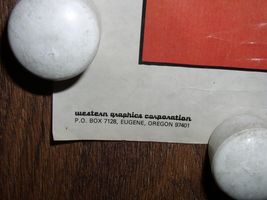 western graphics corporation
P.O. BOX 7128, EUGENE, OREGON 97401